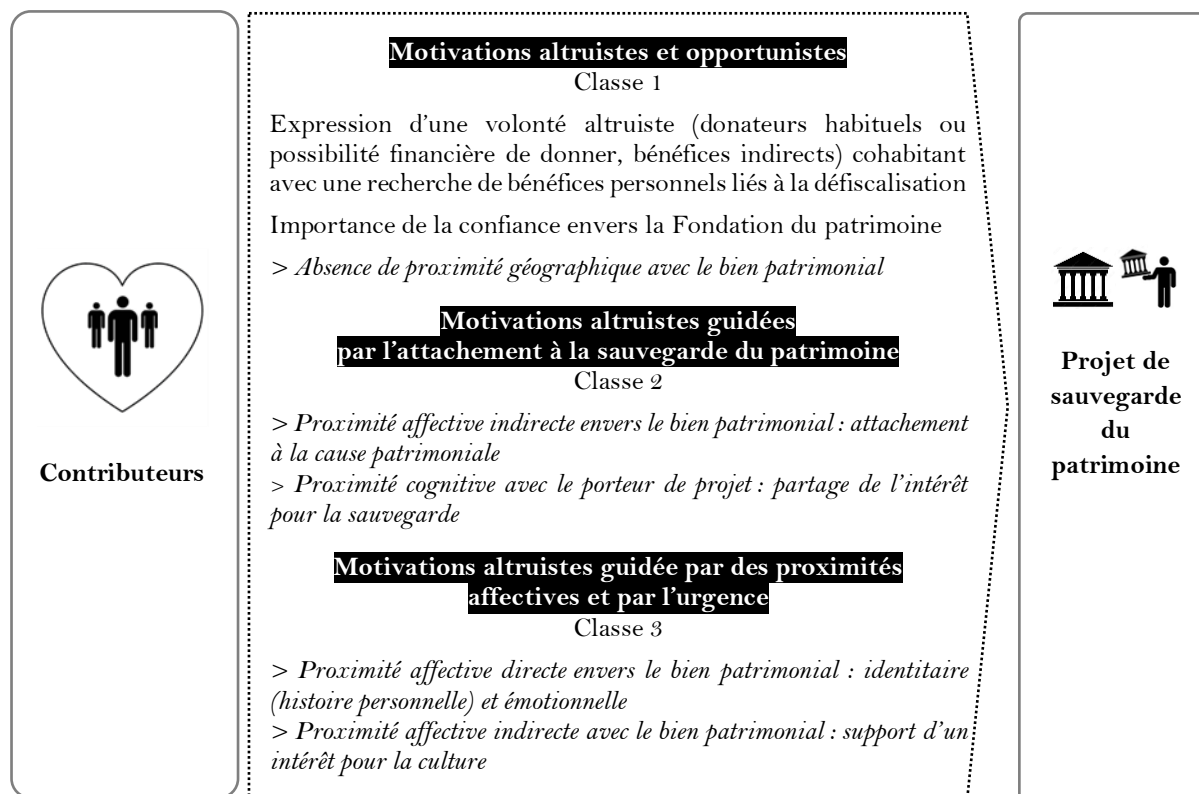 Contributeurs
Motivations altruistes et opportunistes
Classe 1
Expression d'une volonté altruiste (donateurs habituels ou
possibilité financière de donner, bénéfices indirects) cohabitant
avec une recherche de bénéfices personnels liés à la défiscalisation
Importance de la confiance envers la Fondation du patrimoine
> Absence de proximité géographique avec le bien patrimonial
Motivations altruistes guidées
par l'attachement à la sauvegarde du patrimoine
Classe 2
> Proximité affective indirecte envers le bien patrimonial : attachement
à la cause patrimoniale
> Proximité cognitive avec le porteur de projet : partage de l'intérêt
pour la sauvegarde
Motivations altruistes guidée par des proximités
affectives et par l'urgence
Classe 3
> Proximité affective directe envers le bien patrimonial : identitaire
(histoire personnelle) et émotionnelle
> Proximité affective indirecte avec le bien patrimonial : support d'un
intérêt pour la culture
Projet de
sauvegarde
du
patrimoine